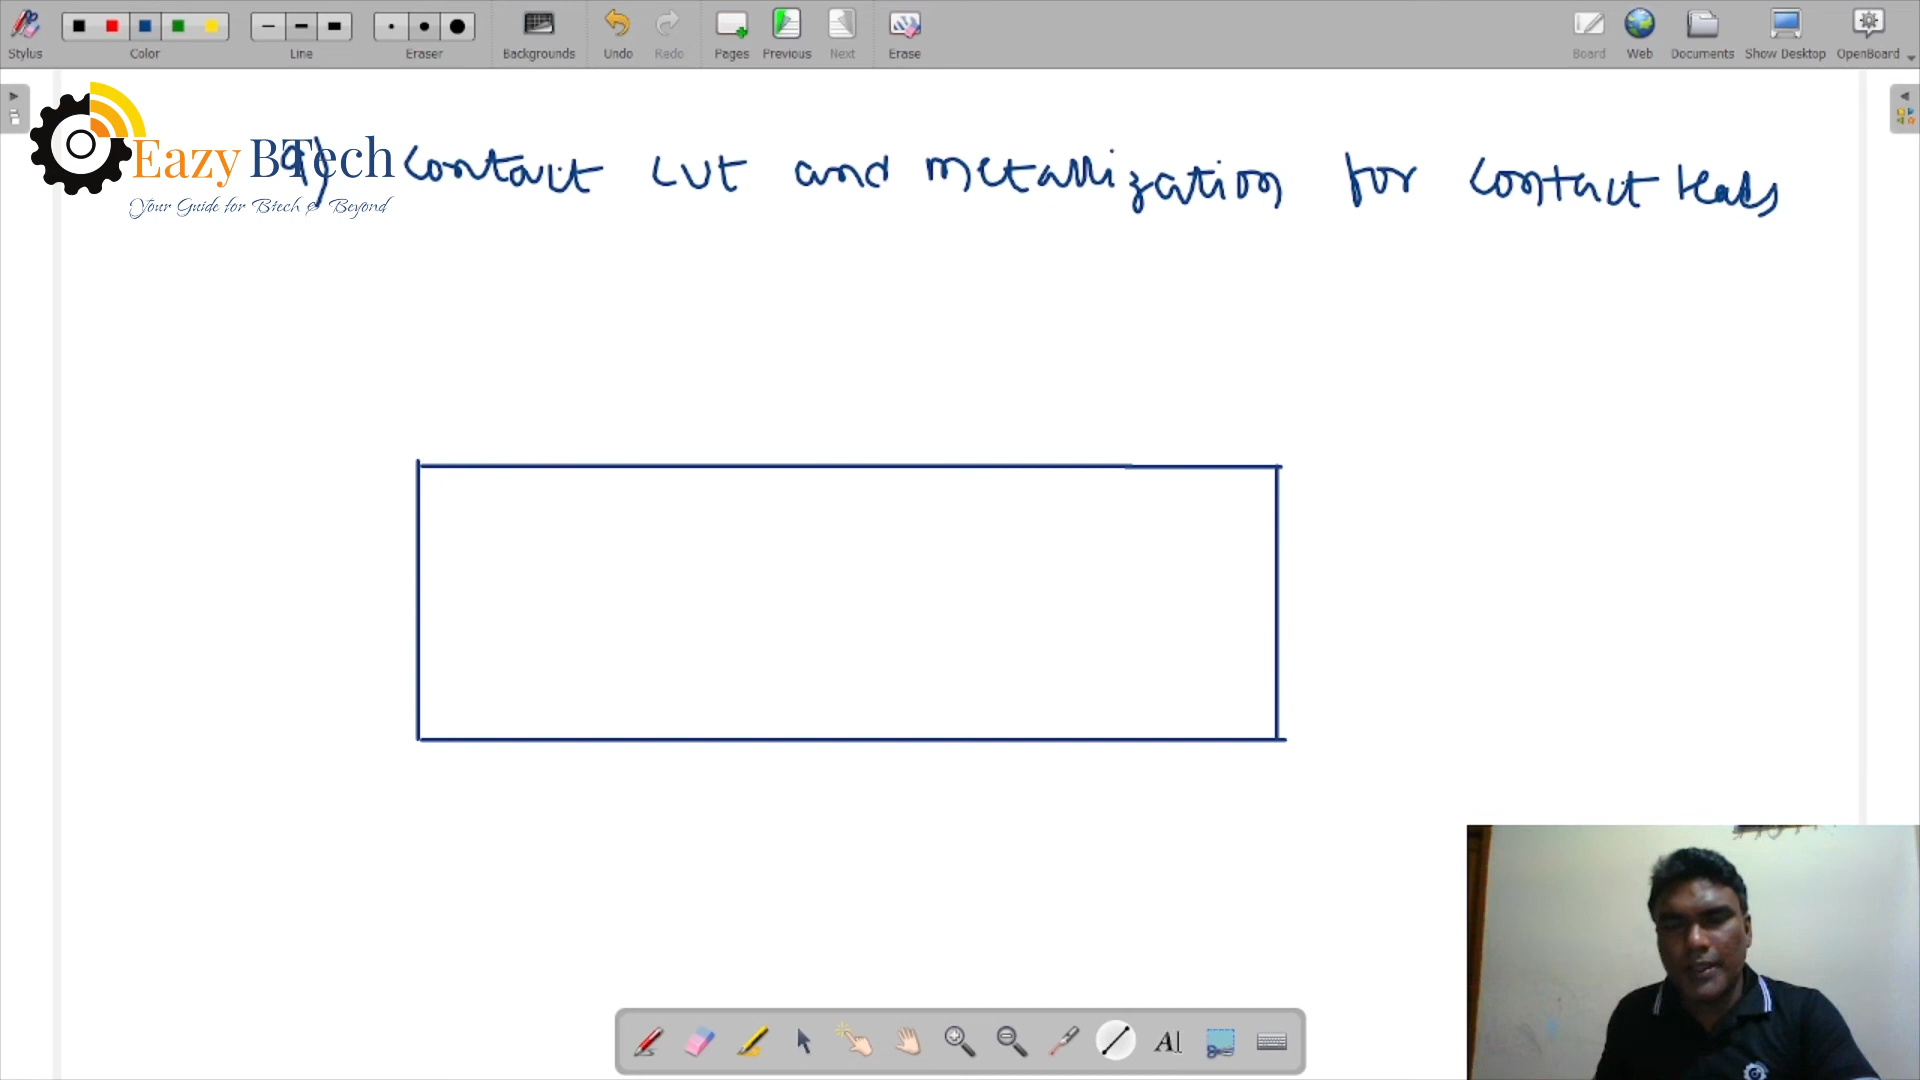 Stylus Color Line Eraser Backgrounds Undo Redo Pages Previous Next Erase Board Web Documents Show Desktop OpenBoard
Eazy BTech
Your Guide for Btech & Beyond
9) contact cut and metallization for contact leads
A